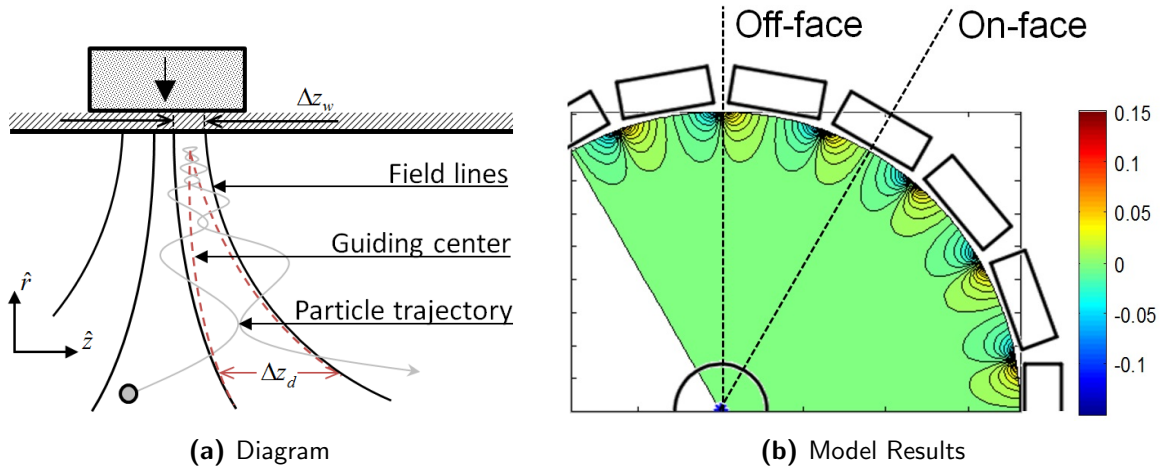 Δz_w
Field lines
Guiding center
Particle trajectory
r̂
ẑ
Δz_d
(a) Diagram
Off-face
On-face
0.15
0.1
0.05
0
-0.05
-0.1
(b) Model Results